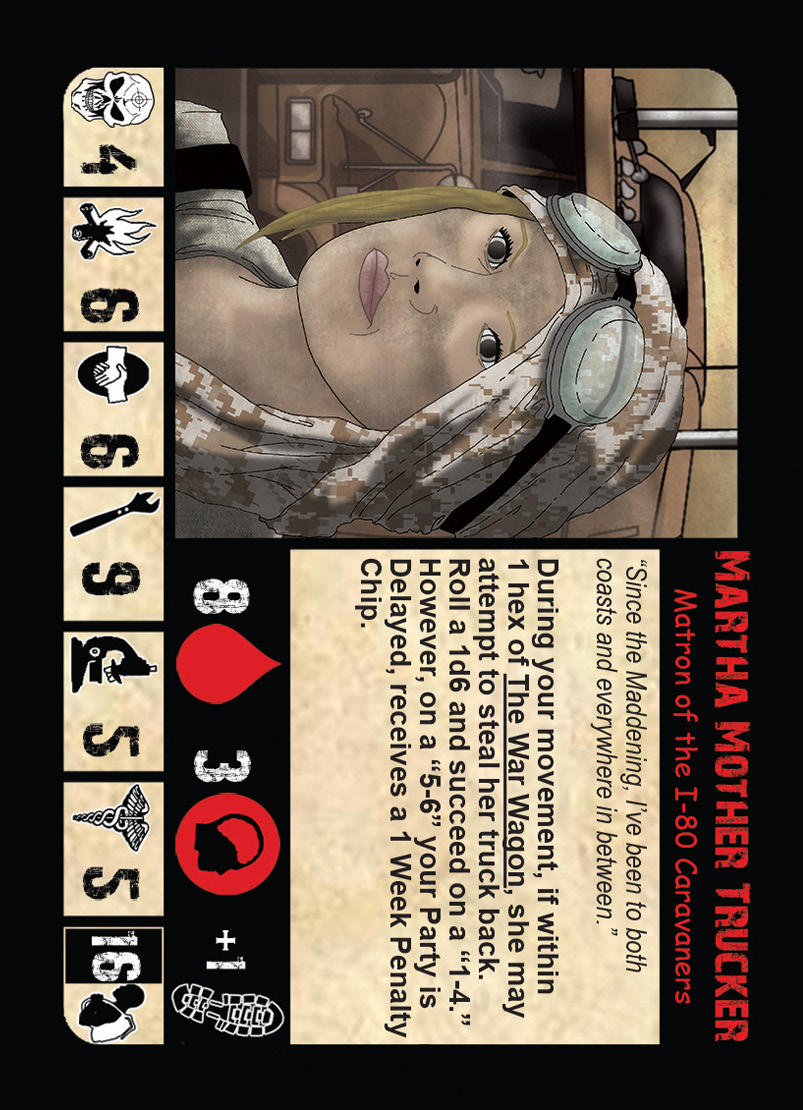 MARTHA MOTHER TRUCKER
Matron of the I-80 Caravaners
“Since the Maddening, I’ve been to both
coasts and everywhere in between.”
During your movement, if within
1 hex of The War Wagon, she may
attempt to steal her truck back.
Roll a 1d6 and succeed on a “1-4.”
However, on a “5-6” your Party is
Delayed, receives a 1 Week Penalty
Chip.
8 3 +1
4 6 6 9 5 5 16